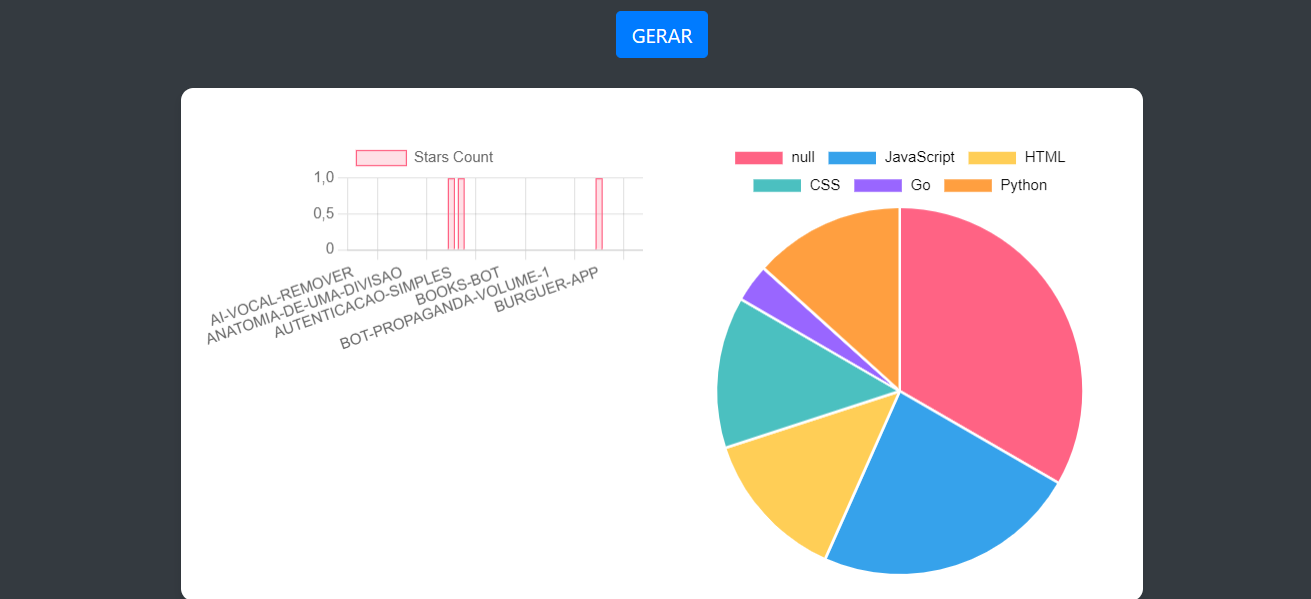 GERAR
Stars Count
1,0
0,5
0
AI-VOCAL-REMOVER
ANATOMIA-DE-UMA-DIVISAO
AUTENTICACAO-SIMPLES
BOOKS-BOT
BOT-PROPAGANDA-VOLUME-1
BURGUER-APP
null JavaScript HTML
CSS Go Python